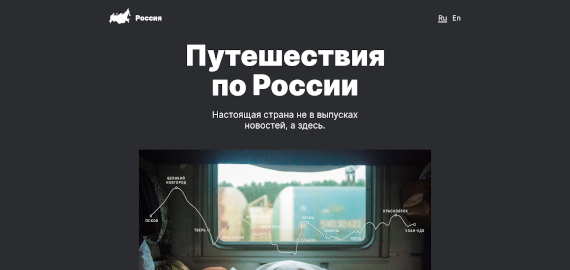 Россия
Ru En
Путешествия
по России
Настоящая страна не в выпусках
новостей, а здесь.
ВЕЛИКИЙ
НОВГОРОД
ПСКОВ
ТВЕРЬ
КРАСНОЯРСК
УЛАН-УДЭ